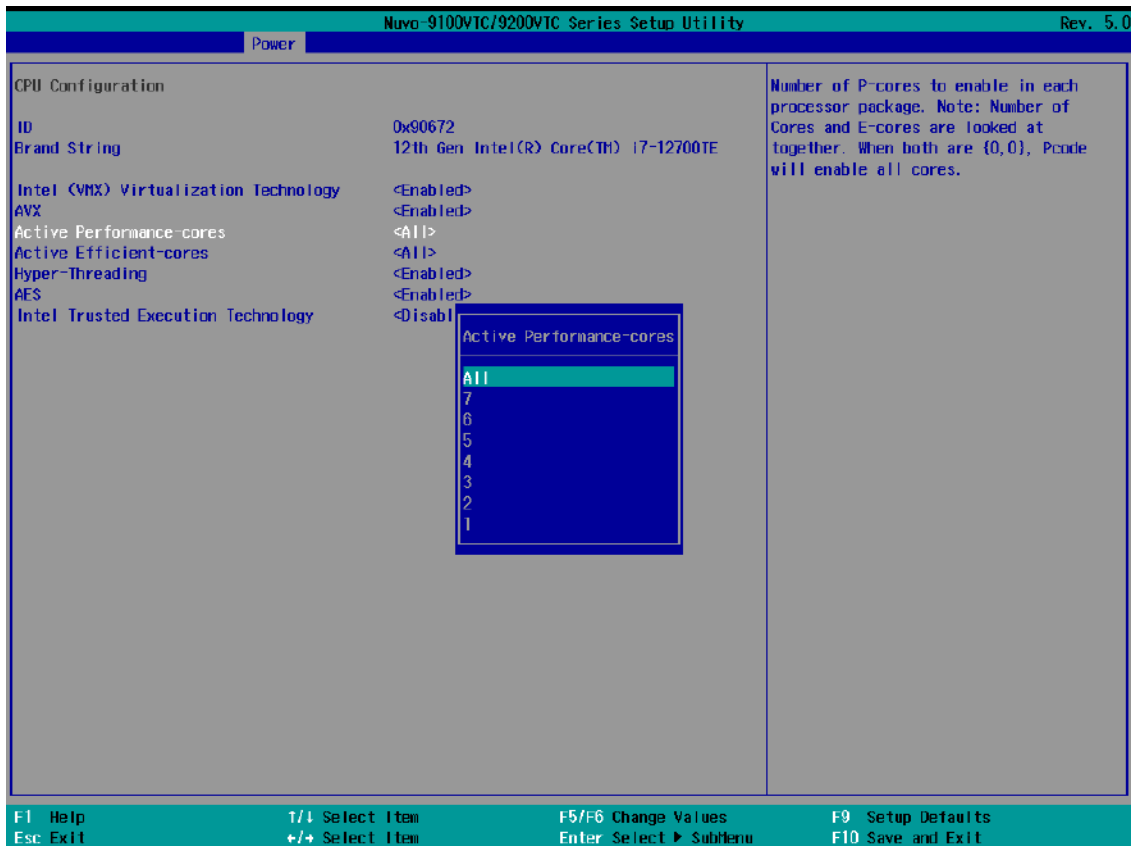 Nuvo-9100VTC/9200VTC Series Setup Utility Rev. 5.0
Power
CPU Configuration
ID 0x90672
Brand String 12th Gen Intel(R) Core(TM) i7-12700TE
Intel (VMX) Virtualization Technology <Enabled>
AVX <Enabled>
Active Performance-cores <All>
Active Efficient-cores <All>
Hyper-Threading <Enabled>
AES <Enabled>
Intel Trusted Execution Technology <Disabl
Active Performance-cores
All
7
6
5
4
3
2
1
Number of P-cores to enable in each
processor package. Note: Number of
Cores and E-cores are looked at
together. When both are {0,0}, Pcode
will enable all cores.
F1 Help ↑/↓ Select Item F5/F6 Change Values F9 Setup Defaults
Esc Exit ←/→ Select Item Enter Select ▶ SubMenu F10 Save and Exit